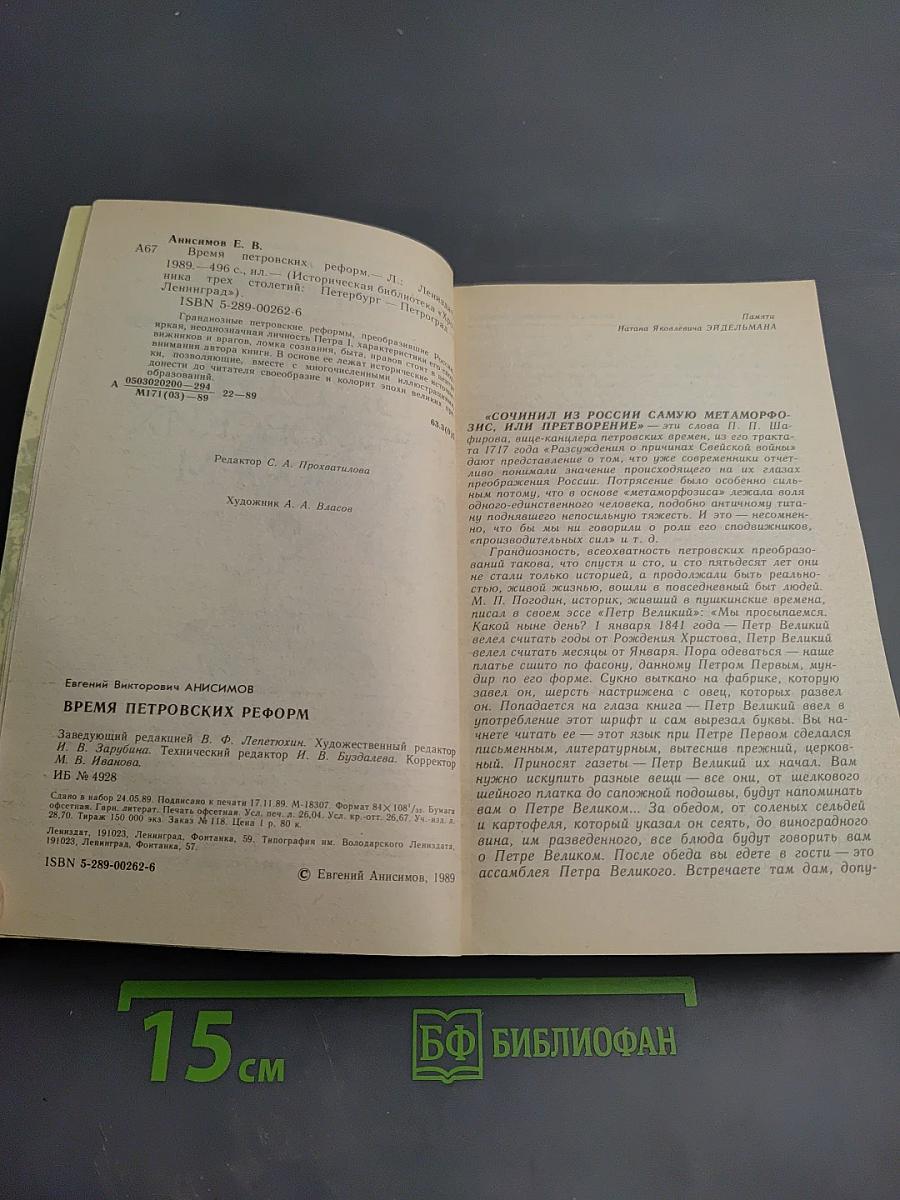 Анисимов Е. В.
А67 Время петровских реформ.— Л.: Лениздат,
1989.—496 с., ил.— (Историческая библиотека «Хро-
ника трех столетий: Петербург — Петроград —
Ленинград»).
ISBN 5-289-00262-6
Грандиозные петровские реформы, преобразившие Россию,
яркая, неоднозначная личность Петра I, характеристики его
вижников и врагов, ломка сознания, быта, нравов стоят в
внимания автора книги. В основе ее лежат исторические
ки, позволяющие, вместе с многочисленными иллюстрациями
донести до читателя своеобразие и колорит эпохи великих
образований.
А 0503020200—294
М171(03)—89
22—89
63.3(0)
Редактор С. А. Прохватилова
Художник А. А. Власов
Евгений Викторович АНИСИМОВ
ВРЕМЯ ПЕТРОВСКИХ РЕФОРМ
Заведующий редакцией В. Ф. Лепетюхин. Художественный редактор
И. В. Зарубина. Технический редактор И. В. Буздалева. Корректор
М. В. Иванова.
ИБ № 4928
Сдано в набор 24.05.89. Подписано к печати 17.11.89. М-18307. Формат 84×108¹/₃₂. Бумага
офсетная. Гарн. литерат. Печать офсетная. Усл. печ. л. 26,04. Усл. кр.-отт. 26,67. Уч.-изд. л.
28,70. Тираж 150 000 экз. Заказ № 118. Цена 1 р. 80 к.
Лениздат, 191023, Ленинград, Фонтанка, 59. Типография им. Володарского Лениздата,
191023, Ленинград, Фонтанка, 57.
ISBN 5-289-00262-6
© Евгений Анисимов, 1989
Памяти
Натана Яковлевича ЭЙДЕЛЬМАНА
«СОЧИНИЛ ИЗ РОССИИ САМУЮ МЕТАМОРФО-
ЗИС, ИЛИ ПРЕТВОРЕНИЕ» — эти слова П. П. Ша-
фирова, вице-канцлера петровских времен, из его тракта-
та 1717 года «Разсуждения о причинах Свейской войны»
дают представление о том, что уже современники отчет-
ливо понимали значение происходящего на их глазах
преображения России. Потрясение было особенно силь-
ным потому, что в основе «метаморфозиса» лежала воля
одного-единственного человека, подобно античному тита-
ну поднявшего непосильную тяжесть. И это — несомнен-
но, что бы мы ни говорили о роли его сподвижников,
«производительных сил» и т. д.
Грандиозность, всеохватность петровских преобразо-
ваний такова, что спустя и сто, и сто пятьдесят лет они
не стали только историей, а продолжали быть реально-
стью, живой жизнью, вошли в повседневный быт людей.
М. П. Погодин, историк, живший в пушкинские времена,
писал в своем эссе «Петр Великий»: «Мы просыпаемся.
Какой ныне день? 1 января 1841 года — Петр Великий
велел считать годы от Рождения Христова, Петр Великий
велел считать месяцы от Января. Пора одеваться — наше
платье сшито по фасону, данному Петром Первым, мун-
дир по его форме. Сукно выткано на фабрике, которую
завел он, шерсть настрижена с овец, которых развел
он. Попадается на глаза книга — Петр Великий ввел в
употребление этот шрифт и сам вырезал буквы. Вы на-
чнете читать ее — этот язык при Петре Первом сделался
письменным, литературным, вытеснив прежний, церков-
ный. Приносят газеты — Петр Великий их начал. Вам
нужно искупить разные вещи — все они, от шелкового
шейного платка до сапожной подошвы, будут напоминать
вам о Петре Великом... За обедом, от соленых сельдей
и картофеля, который указал он сеять, до виноградного
вина, им разведенного, все блюда будут говорить вам
о Петре Великом. После обеда вы едете в гости — это
ассамблея Петра Великого. Встречаете там дам, допу-
15 см
БФ БИБЛИОФАН